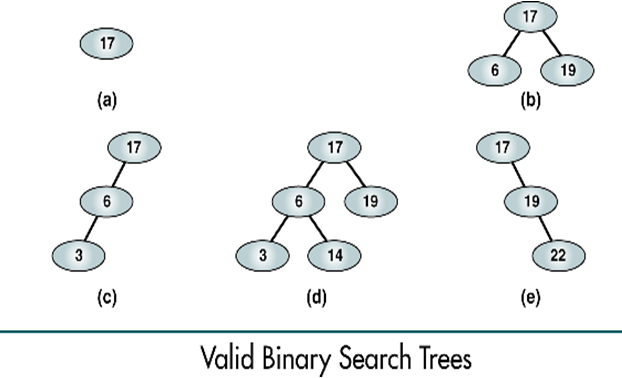 17
17
6 19
(a)
(b)
17
17
17
6
6 19
19
3
3 14
22
(c)
(d)
(e)
Valid Binary Search Trees